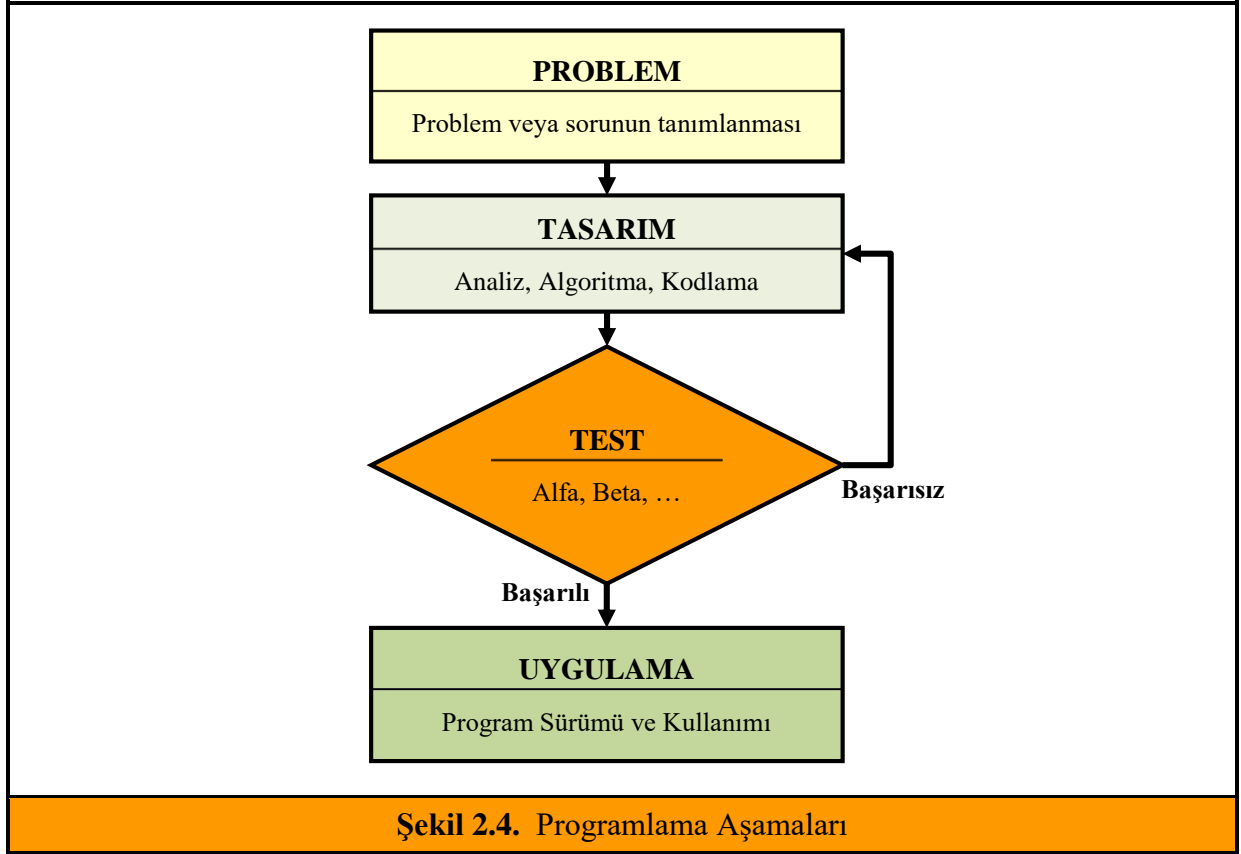 PROBLEM
Problem veya sorunun tanımlanması
TASARIM
Analiz, Algoritma, Kodlama
TEST
Alfa, Beta, …
Başarısız
Başarılı
UYGULAMA
Program Sürümü ve Kullanımı
Şekil 2.4. Programlama Aşamaları